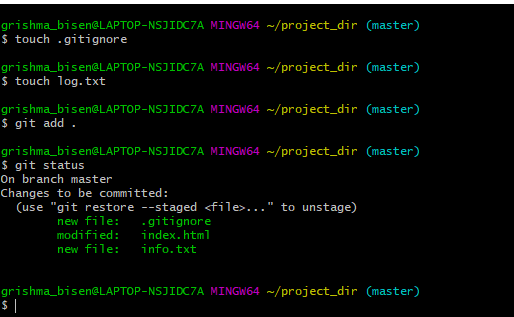 grishma_bisen@LAPTOP-NSJIDC7A MINGW64 ~/project_dir (master)
$ touch .gitignore
grishma_bisen@LAPTOP-NSJIDC7A MINGW64 ~/project_dir (master)
$ touch log.txt
grishma_bisen@LAPTOP-NSJIDC7A MINGW64 ~/project_dir (master)
$ git add .
grishma_bisen@LAPTOP-NSJIDC7A MINGW64 ~/project_dir (master)
$ git status
On branch master
Changes to be committed:
  (use "git restore --staged <file>..." to unstage)
        new file:   .gitignore
        modified:   index.html
        new file:   info.txt
grishma_bisen@LAPTOP-NSJIDC7A MINGW64 ~/project_dir (master)
$